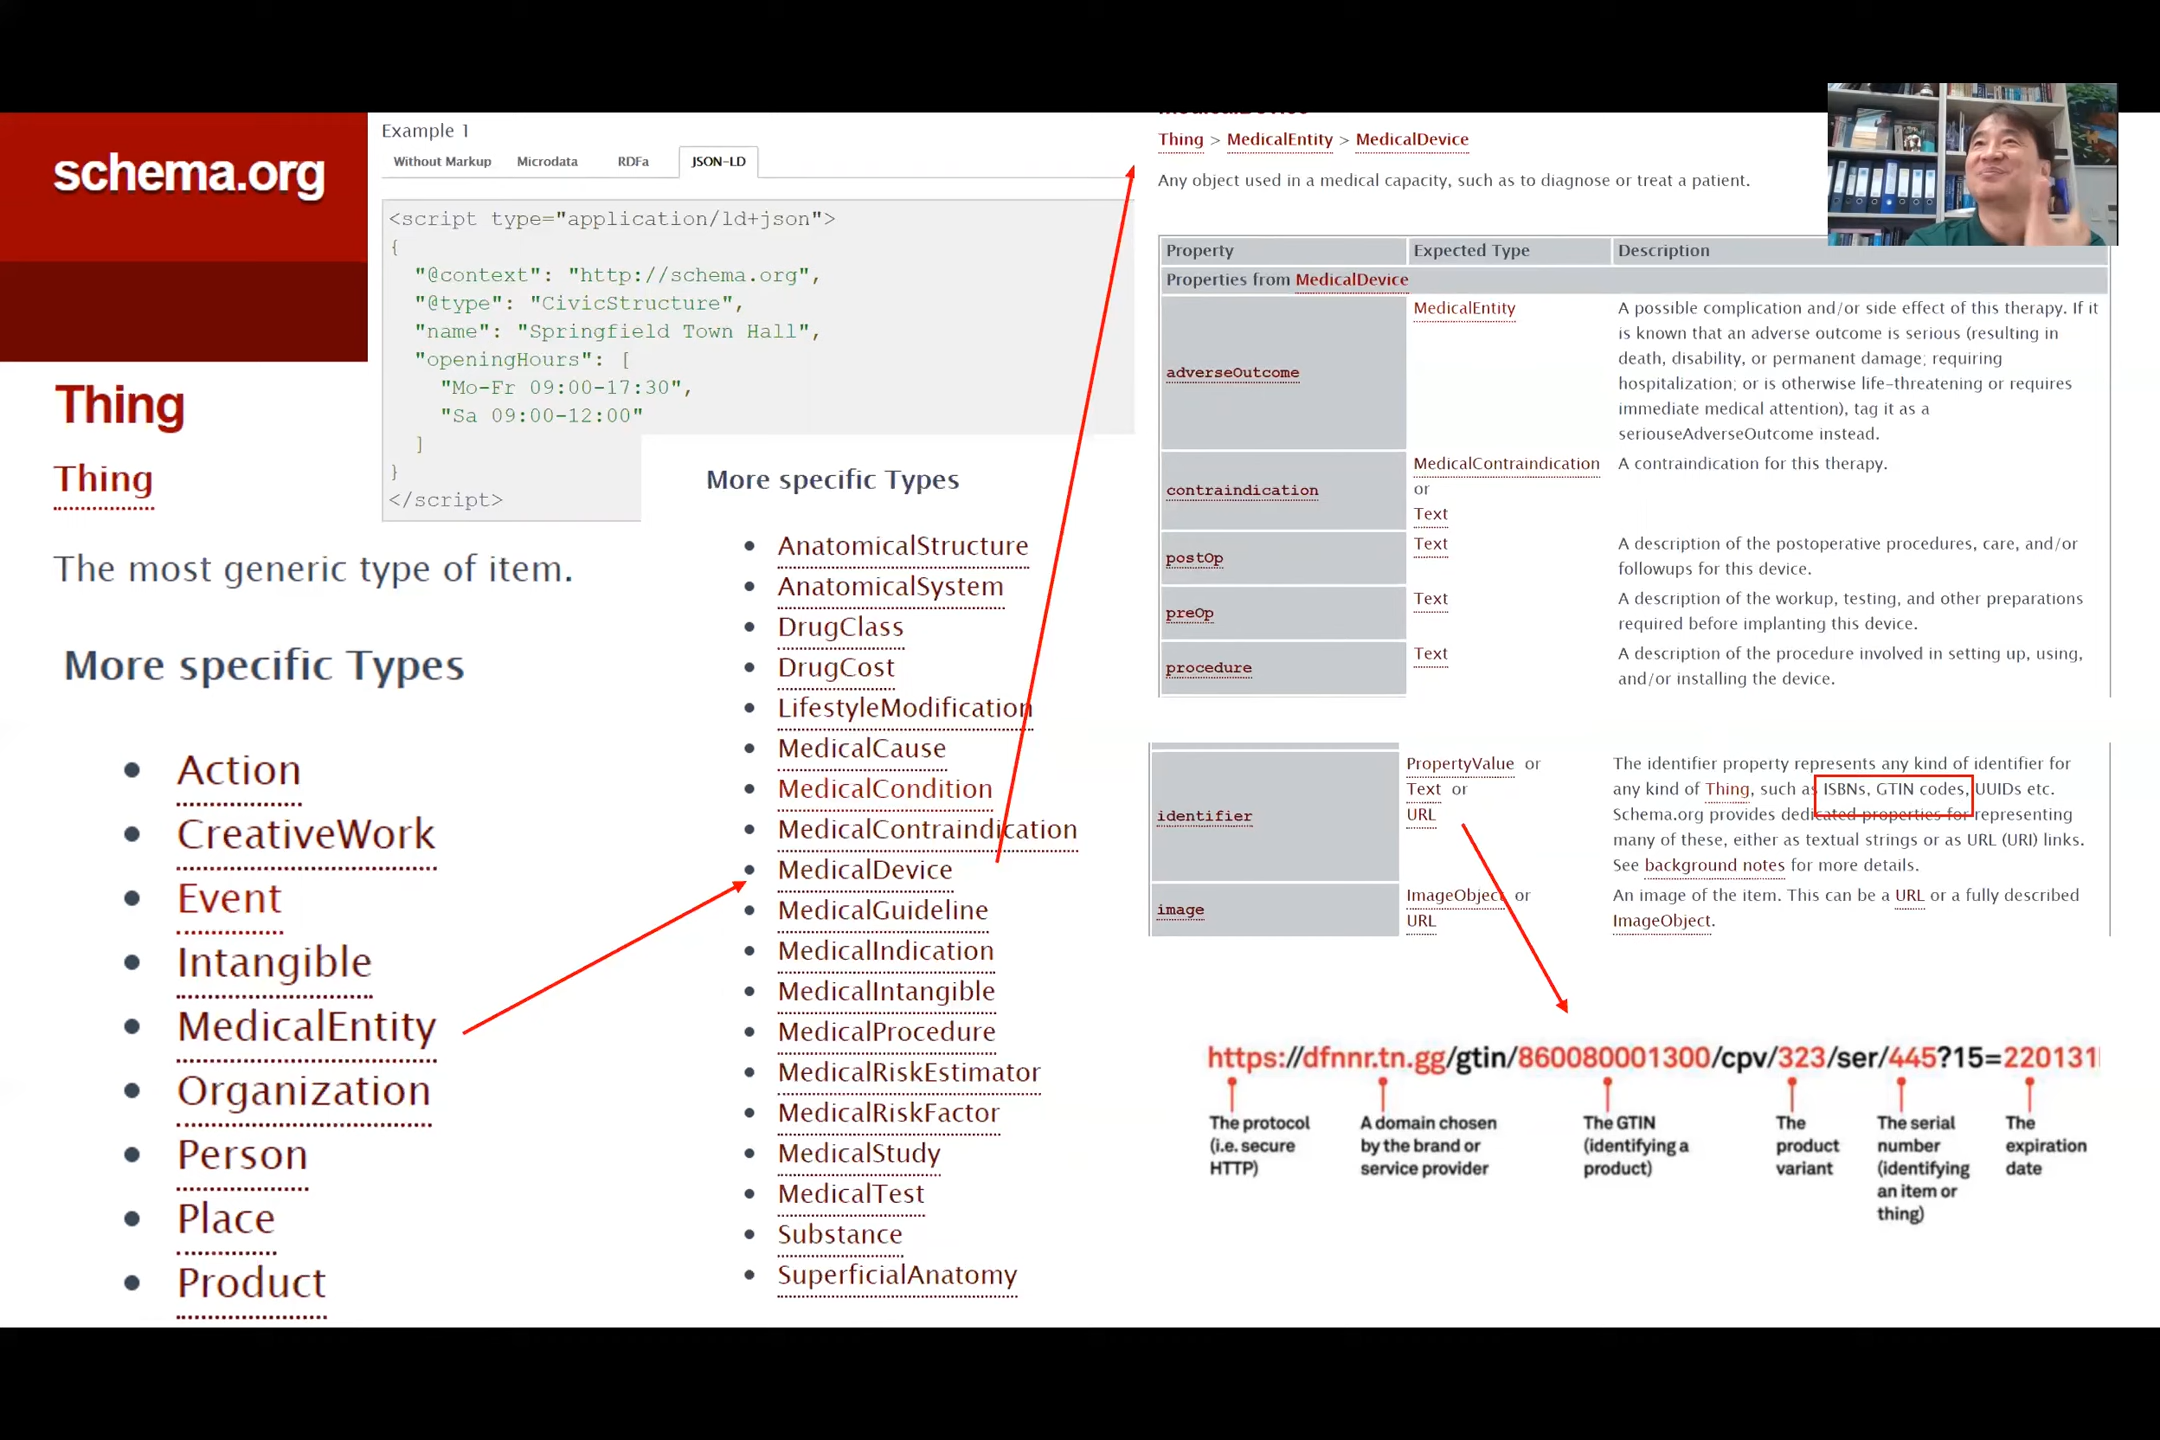 schema.org
Thing
Thing
The most generic type of item.
More specific Types
Action
CreativeWork
Event
Intangible
MedicalEntity
Organization
Person
Place
Product
Example 1
Without Markup Microdata RDFa JSON-LD
<script type="application/ld+json">
{
"@context": "http://schema.org",
"@type": "CivicStructure",
"name": "Springfield Town Hall",
"openingHours": [
"Mo-Fr 09:00-17:30",
"Sa 09:00-12:00"
]
}
</script>
More specific Types
AnatomicalStructure
AnatomicalSystem
DrugClass
DrugCost
LifestyleModification
MedicalCause
MedicalCondition
MedicalContraindication
MedicalDevice
MedicalGuideline
MedicalIndication
MedicalIntangible
MedicalProcedure
MedicalRiskEstimator
MedicalRiskFactor
MedicalStudy
MedicalTest
Substance
SuperficialAnatomy
Thing > MedicalEntity > MedicalDevice
Any object used in a medical capacity, such as to diagnose or treat a patient.
Property Expected Type Description
Properties from MedicalDevice
adverseOutcome
MedicalEntity
A possible complication and/or side effect of this therapy. If it
is known that an adverse outcome is serious (resulting in
death, disability, or permanent damage; requiring
hospitalization; or is otherwise life-threatening or requires
immediate medical attention), tag it as a
seriouseAdverseOutcome instead.
contraindication
MedicalContraindication
or
Text
A contraindication for this therapy.
postOp
Text
A description of the postoperative procedures, care, and/or
followups for this device.
preOp
Text
A description of the workup, testing, and other preparations
required before implanting this device.
procedure
Text
A description of the procedure involved in setting up, using,
and/or installing the device.
identifier
PropertyValue or
Text or
URL
The identifier property represents any kind of identifier for
any kind of Thing, such as ISBNs, GTIN codes, UUIDs etc.
Schema.org provides dedicated properties for representing
many of these, either as textual strings or as URL (URI) links.
See background notes for more details.
image
ImageObject or
URL
An image of the item. This can be a URL or a fully described
ImageObject.
https://dfnnr.tn.gg/gtin/860080001300/cpv/323/ser/445?15=220131
The protocol
(i.e. secure
HTTP)
A domain chosen
by the brand or
service provider
The GTIN
(identifying a
product)
The
product
variant
The serial
number
(identifying
an item or
thing)
The
expiration
date